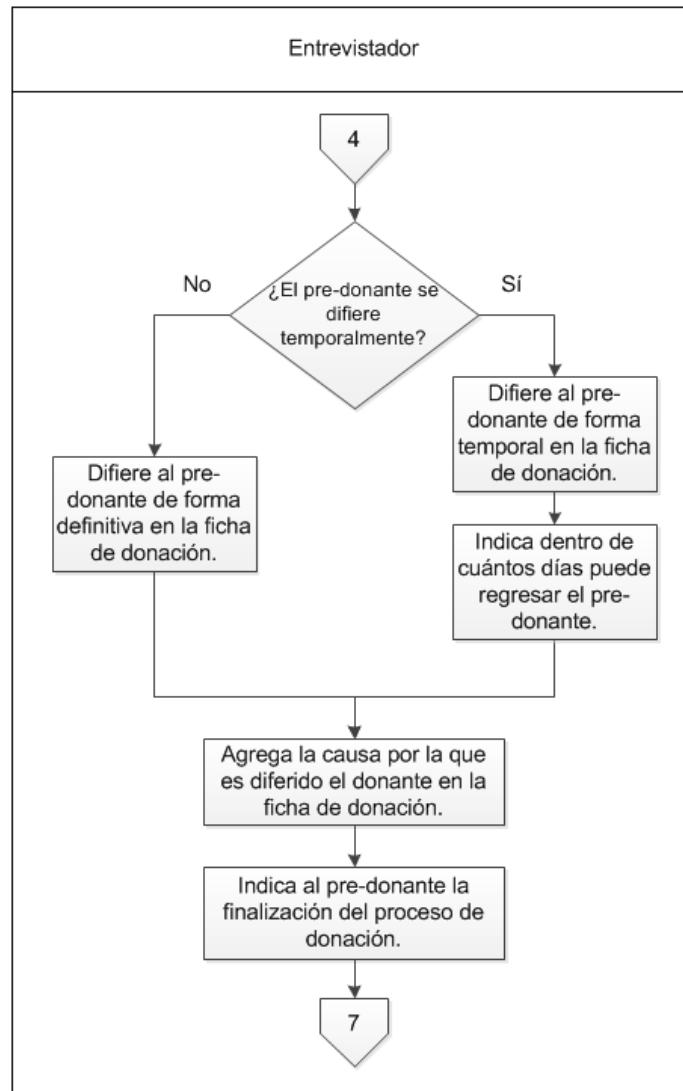 Entrevistador
4
¿El pre-donante se
difiere
temporalmente?
No
Sí
Difiere al pre-
donante de forma
definitiva en la ficha
de donación.
Difiere al pre-
donante de forma
temporal en la ficha
de donación.
Indica dentro de
cuántos días puede
regresar el pre-
donante.
Agrega la causa por la que
es diferido el donante en la
ficha de donación.
Indica al pre-donante la
finalización del proceso de
donación.
7